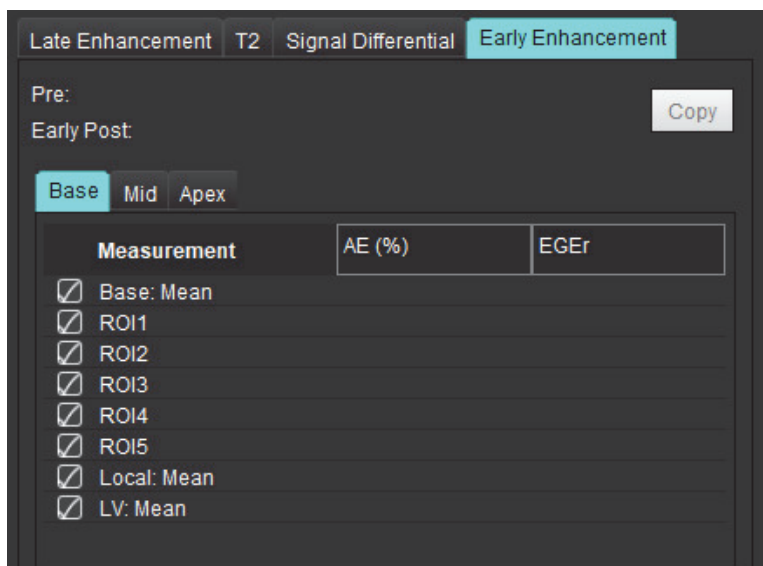 Late Enhancement T2 Signal Differential Early Enhancement
Pre:
Copy
Early Post:
Base Mid Apex
Measurement AE (%) EGEr
Base: Mean
ROI1
ROI2
ROI3
ROI4
ROI5
Local: Mean
LV: Mean